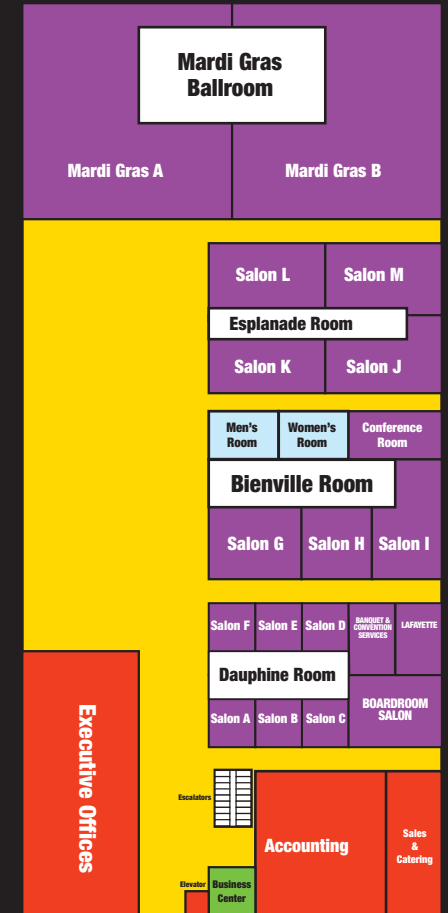 Mardi Gras
Ballroom
Mardi Gras A
Mardi Gras B
Salon L
Salon M
Esplanade Room
Salon K
Salon J
Men's
Room
Women's
Room
Conference
Room
Bienville Room
Salon G
Salon H
Salon I
Salon F
Salon E
Salon D
BANQUET &
CONVENTION
SERVICES
LAFAYETTE
Dauphine Room
Salon A
Salon B
Salon C
BOARDROOM
SALON
Executive Offices
Escalators
Accounting
Sales
&
Catering
Elevator
Business
Center